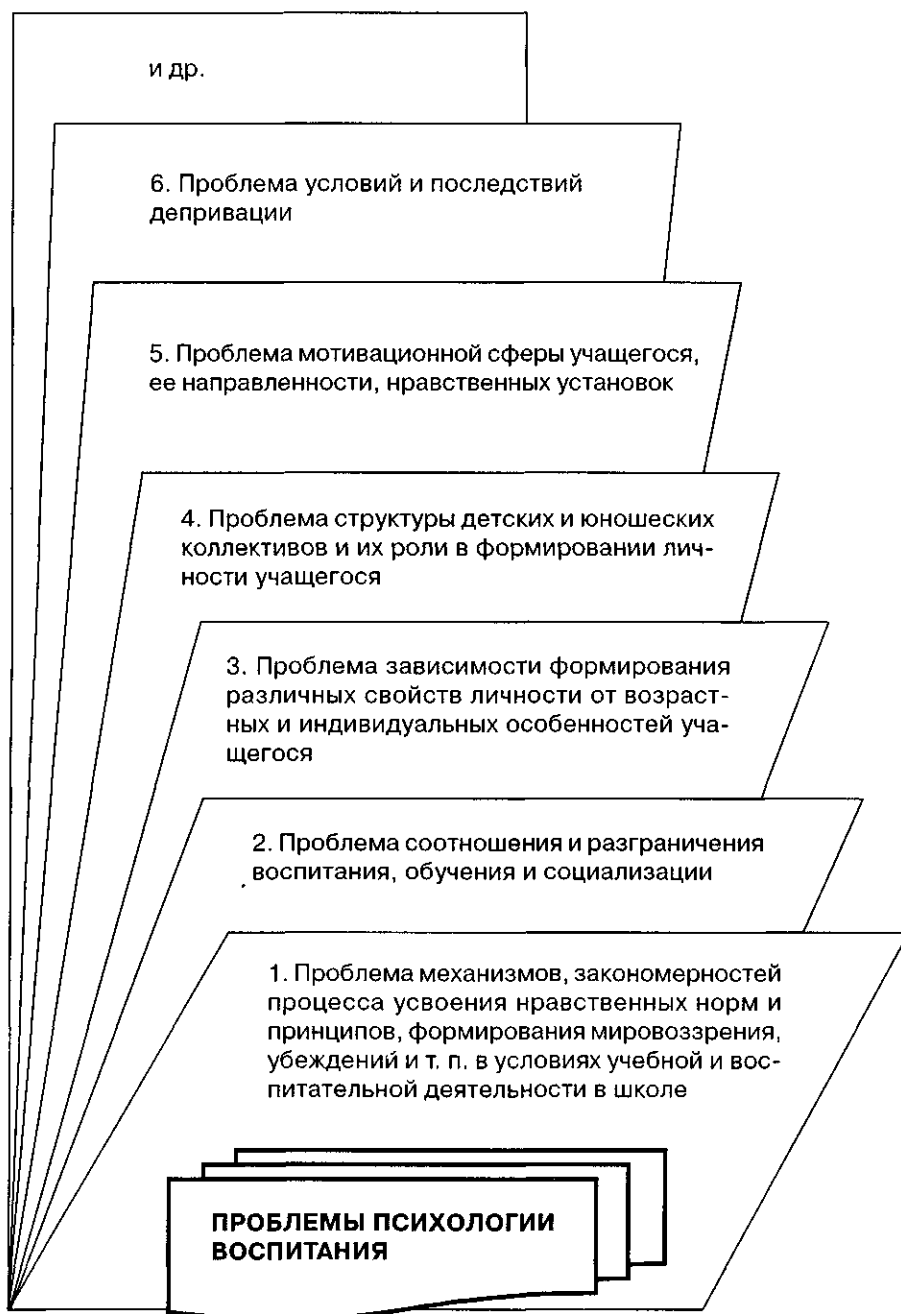 и др.
6. Проблема условий и последствий
депривации
5. Проблема мотивационной сферы учащегося,
ее направленности, нравственных установок
4. Проблема структуры детских и юношеских
коллективов и их роли в формировании лич-
ности учащегося
3. Проблема зависимости формирования
различных свойств личности от возраст-
ных и индивидуальных особенностей уча-
щегося
2. Проблема соотношения и разграничения
воспитания, обучения и социализации
1. Проблема механизмов, закономерностей
процесса усвоения нравственных норм и
принципов, формирования мировоззрения,
убеждений и т. п. в условиях учебной и вос-
питательной деятельности в школе
ПРОБЛЕМЫ ПСИХОЛОГИИ
ВОСПИТАНИЯ